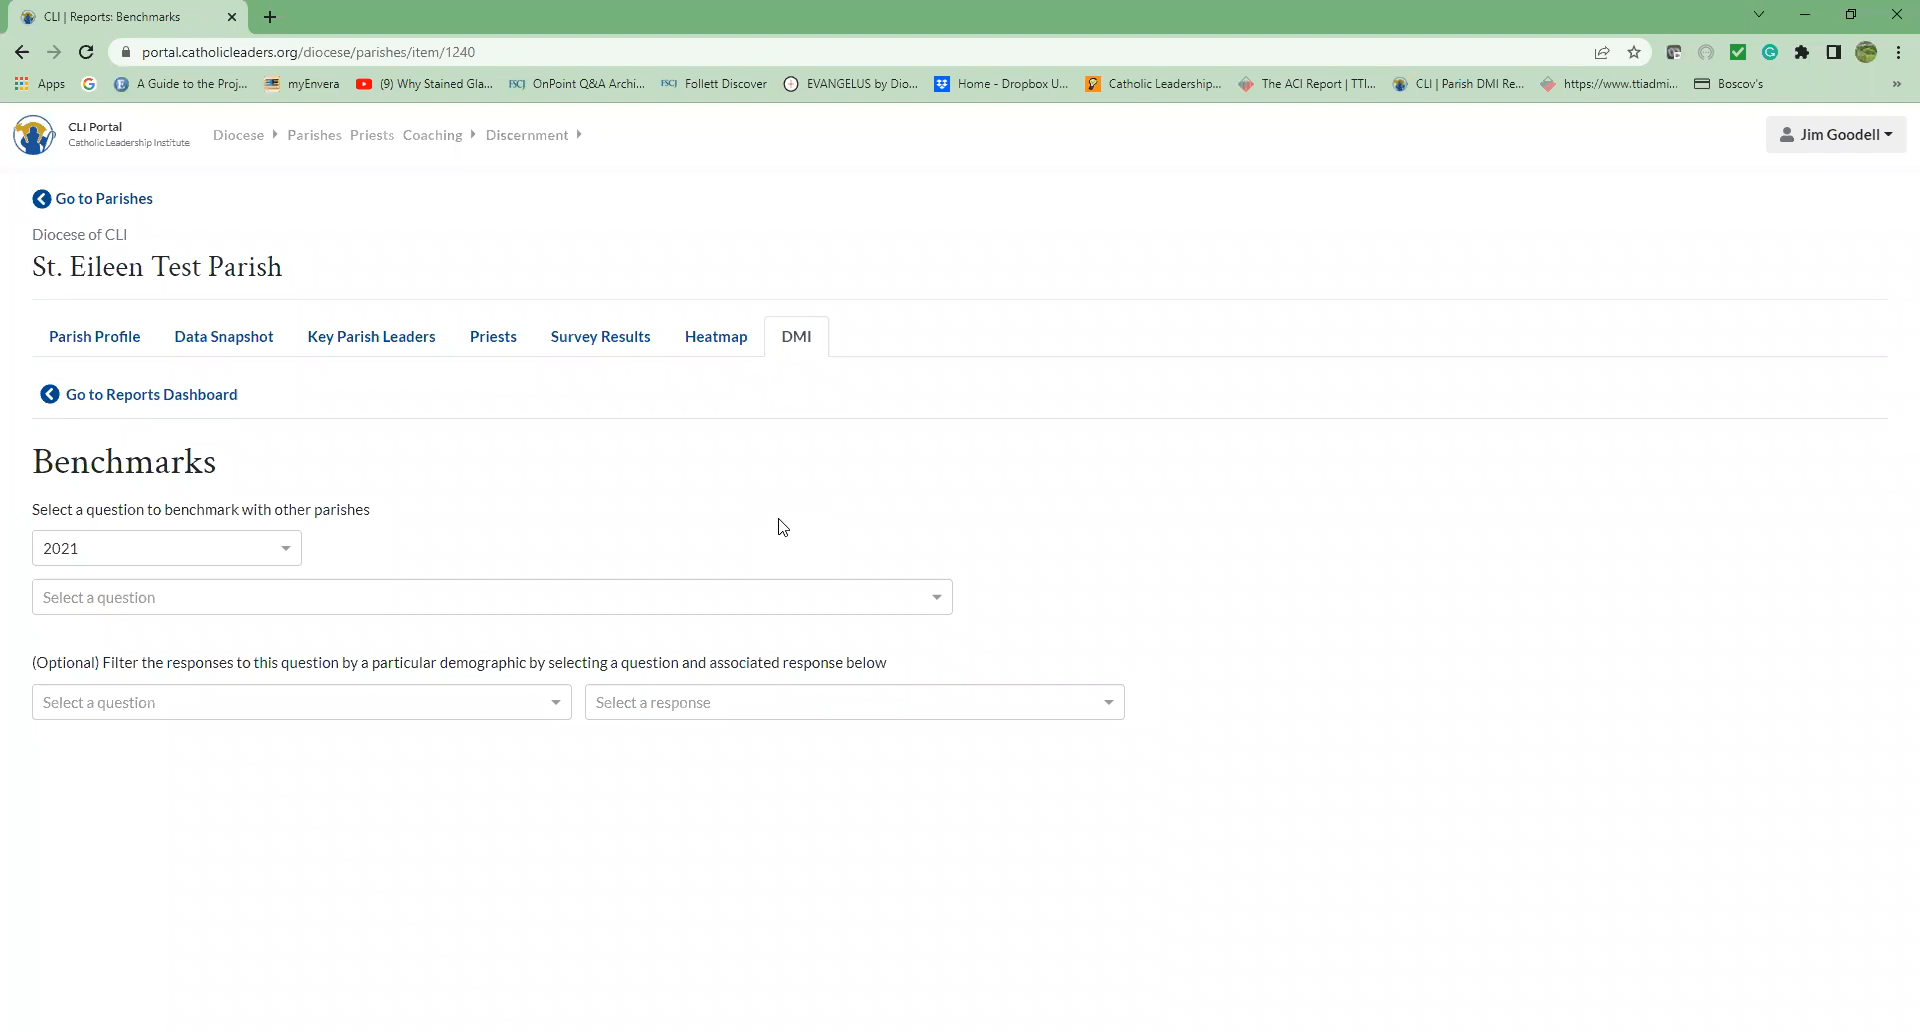 CLI | Reports: Benchmarks
portal.catholicleaders.org/diocese/parishes/item/1240
Apps A Guide to the Proj... myEnvera (9) Why Stained Gla... FSCJ OnPoint Q&A Archi... FSCJ Follett Discover EVANGELUS by Dio... Home - Dropbox U... Catholic Leadership... The ACI Report | TTI... CLI | Parish DMI Re... https://www.ttiadmi... Boscov's »
CLI Portal
Catholic Leadership Institute
Diocese Parishes Priests Coaching Discernment
Jim Goodell
Go to Parishes
Diocese of CLI
St. Eileen Test Parish
Parish Profile Data Snapshot Key Parish Leaders Priests Survey Results Heatmap DMI
Go to Reports Dashboard
Benchmarks
Select a question to benchmark with other parishes
2021
Select a question
(Optional) Filter the responses to this question by a particular demographic by selecting a question and associated response below
Select a question Select a response